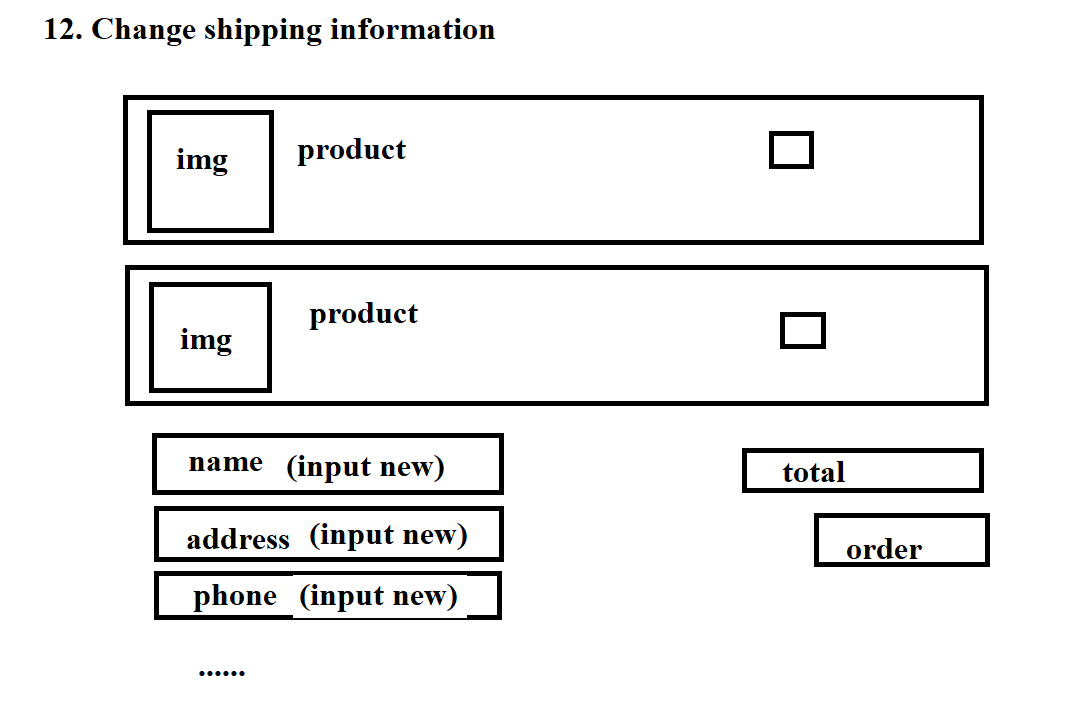 12. Change shipping information
img product
img product
name (input new)
total
address (input new)
order
phone (input new)
......